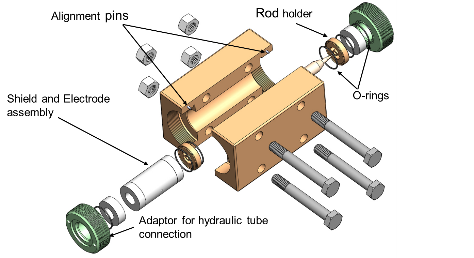 Alignment pins
Rod holder
Shield and Electrode
assembly
O-rings
Adaptor for hydraulic tube
connection